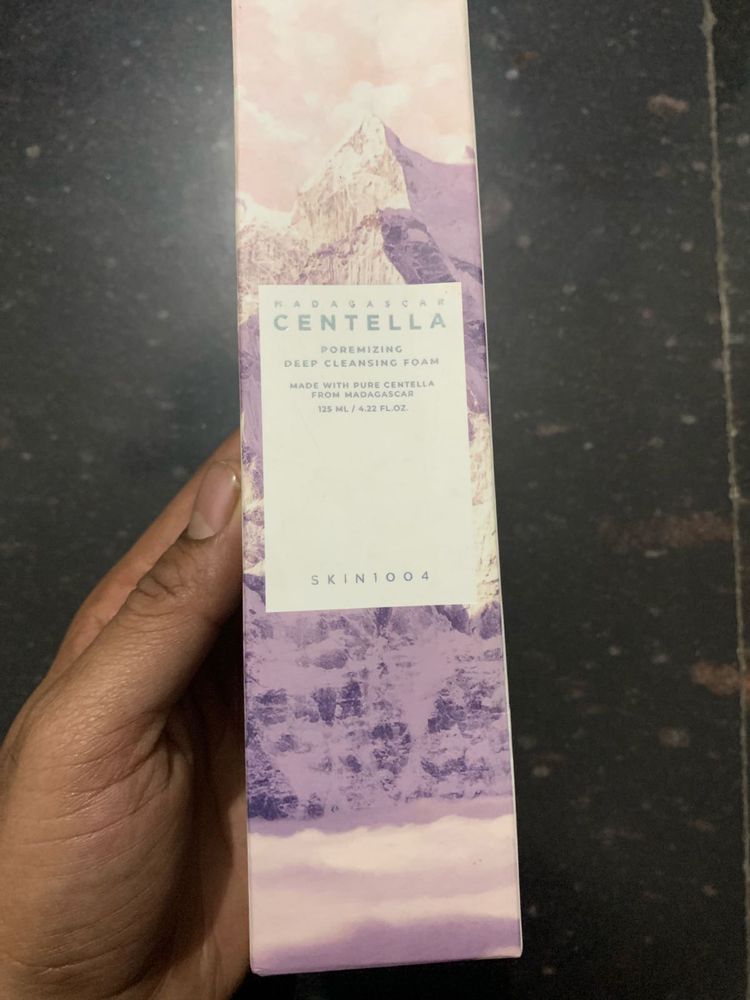 MADAGASCAR
CENTELLA
POREMIZING
DEEP CLEANSING FOAM
MADE WITH PURE CENTELLA
FROM MADAGASCAR
125 ML / 4.22 FL.OZ.
SKIN1004